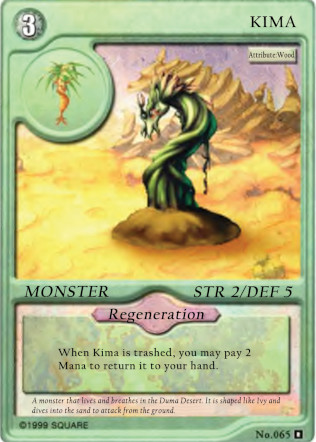 3
KIMA
Attribute:Wood
MONSTER STR 2/DEF 5
Regeneration
When Kima is trashed, you may pay 2
Mana to return it to your hand.
A monster that lives and breathes in the Duma Desert. It is shaped like Ivy and
dives into the sand to attack from the ground.
©1999 SQUARE
No.065